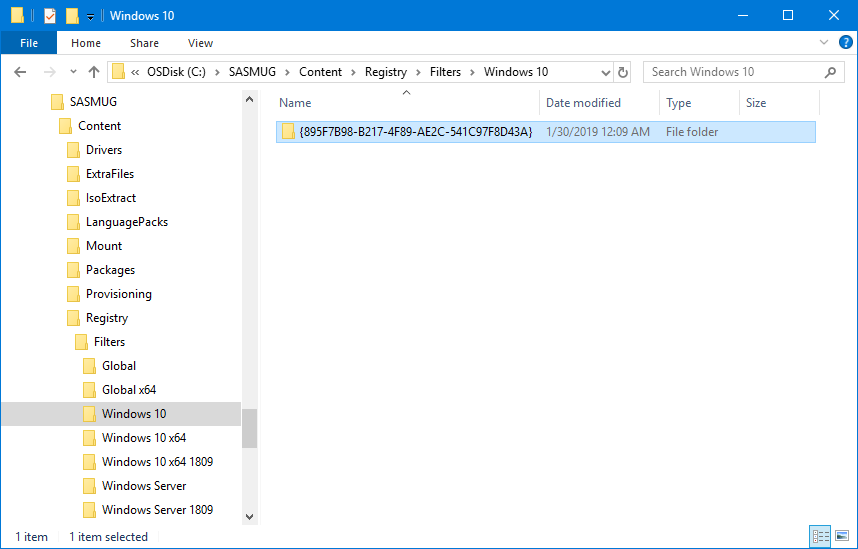 Windows 10
File Home Share View
« OSDisk (C:) > SASMUG > Content > Registry > Filters > Windows 10
Search Windows 10
SASMUG
Content
Drivers
ExtraFiles
IsoExtract
LanguagePacks
Mount
Packages
Provisioning
Registry
Filters
Global
Global x64
Windows 10
Windows 10 x64
Windows 10 x64 1809
Windows Server
Windows Server 1809
Name Date modified Type Size
{895F7B98-B217-4F89-AE2C-541C97F8D43A} 1/30/2019 12:09 AM File folder
1 item 1 item selected